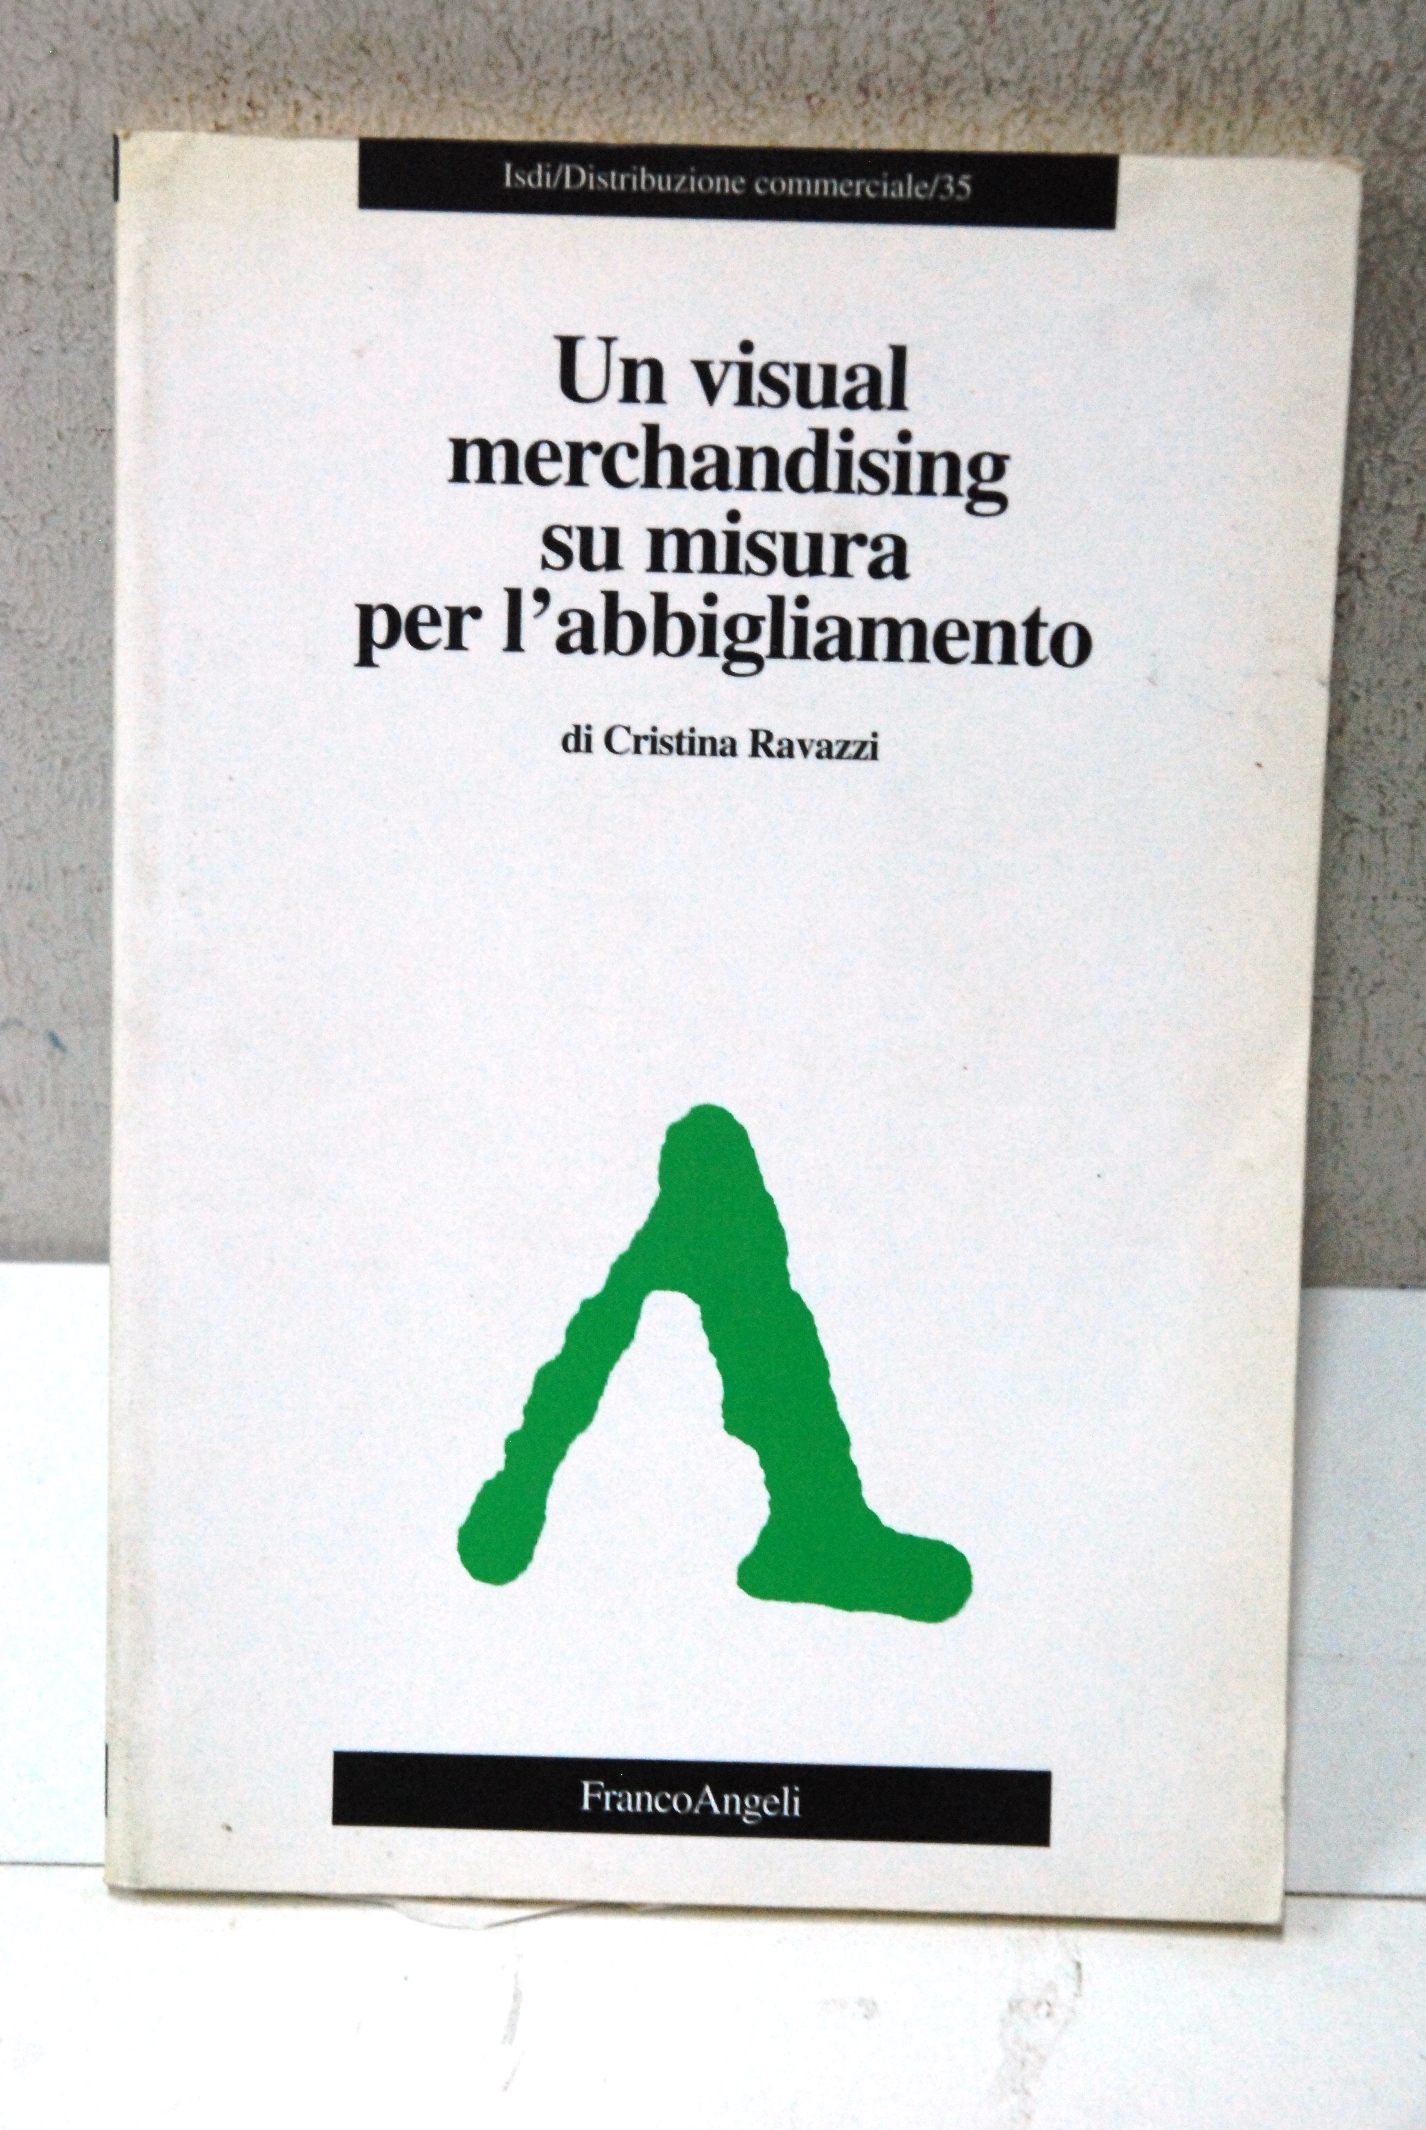 Isdi/Distribuzione commerciale/35
Un visual
merchandising
su misura
per l’abbigliamento
di Cristina Ravazzi
FrancoAngeli